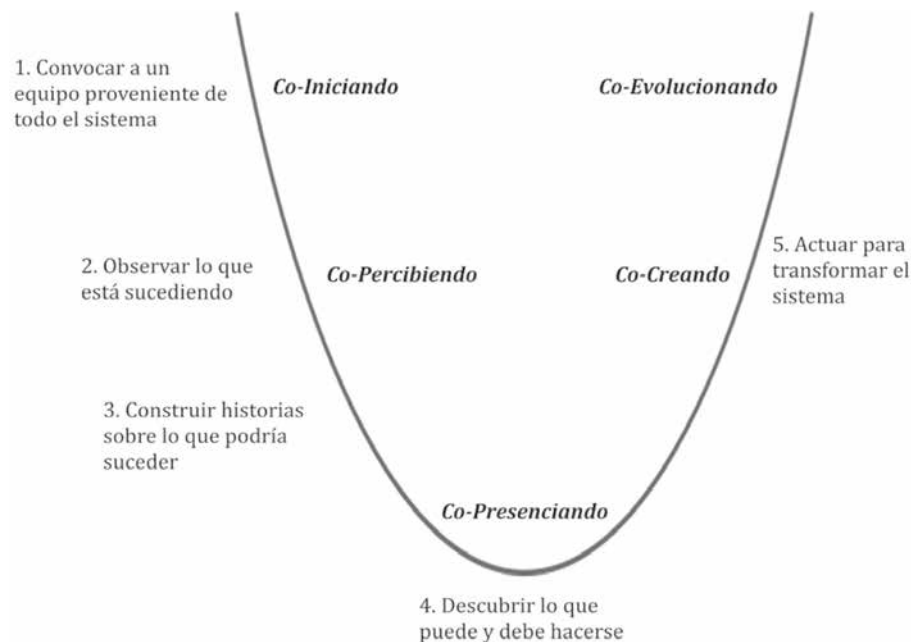 1. Convocar a un
equipo proveniente de
todo el sistema
Co-Iniciando
Co-Evolucionando
2. Observar lo que
está sucediendo
Co-Percibiendo
Co-Creando
5. Actuar para
transformar el
sistema
3. Construir historias
sobre lo que podría
suceder
Co-Presenciando
4. Descubrir lo que
puede y debe hacerse